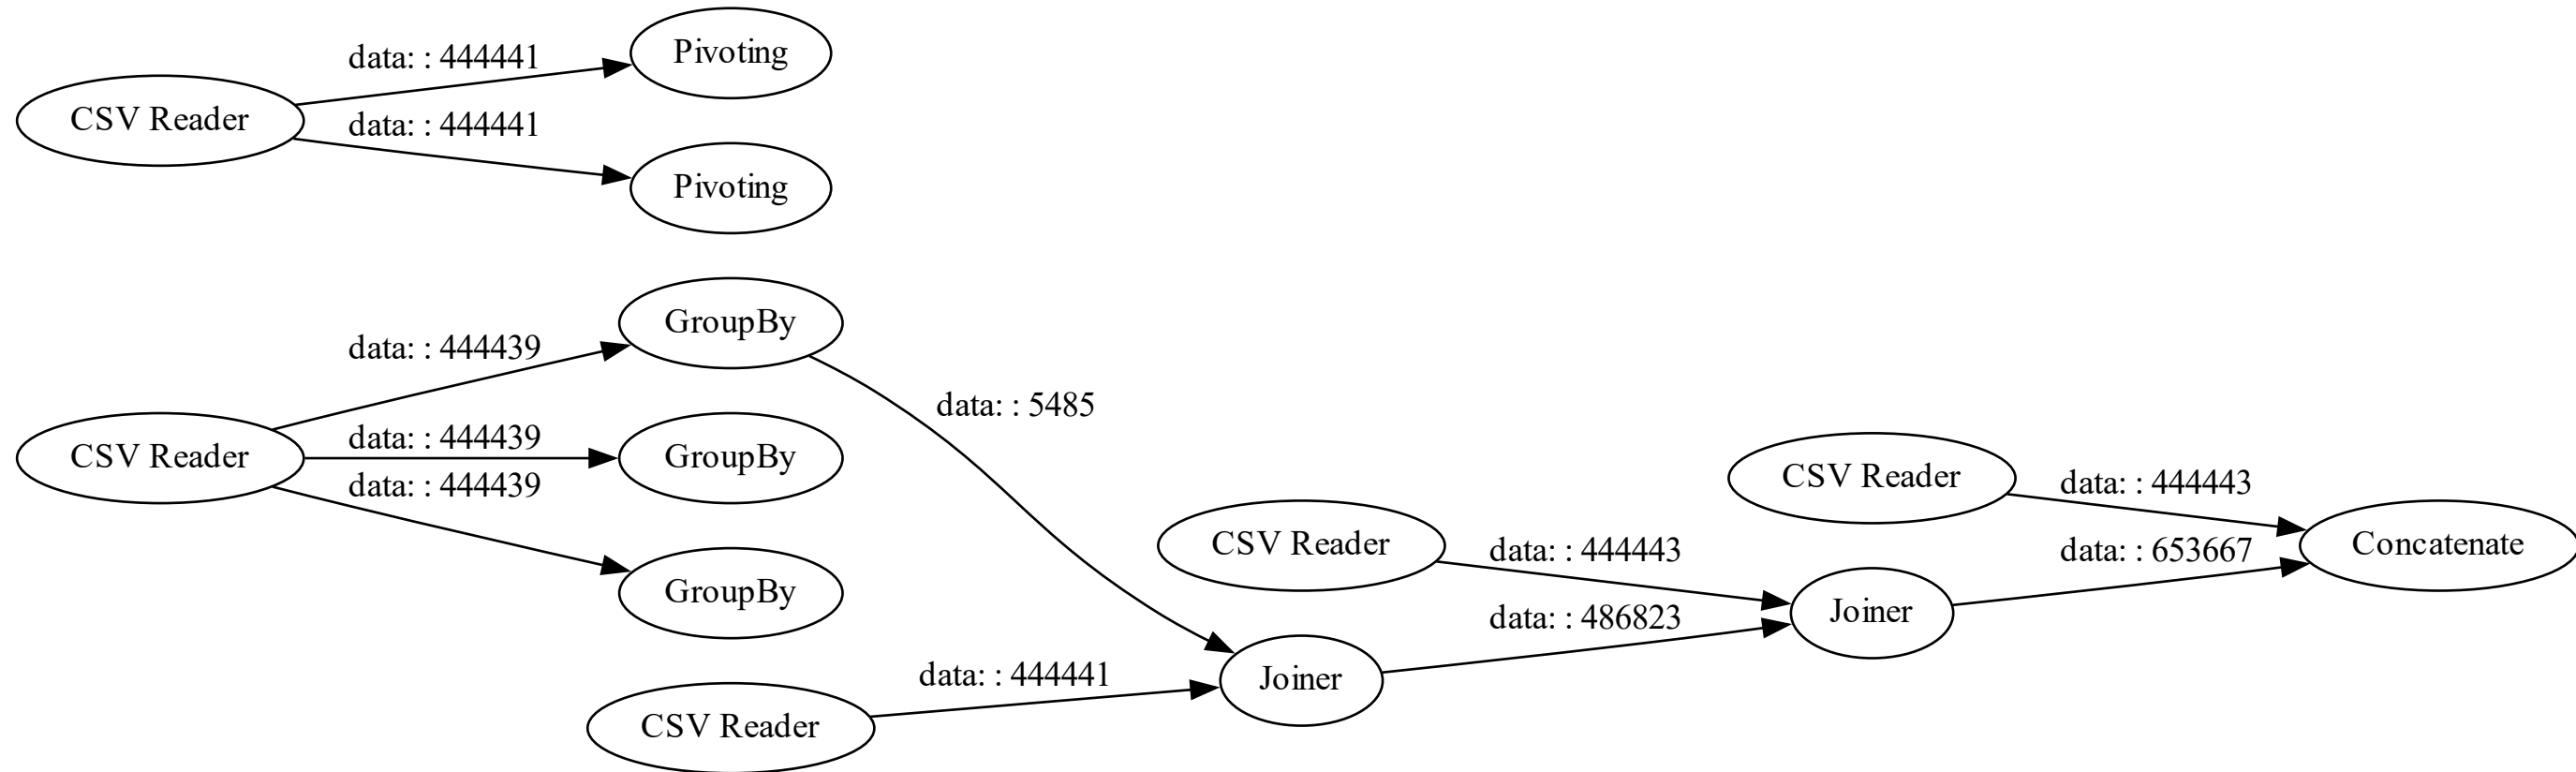 data: : 444441
Pivoting
CSV Reader
data: : 444441
Pivoting
GroupBy
data: : 444439
data: : 5485
CSV Reader
data: : 444439
GroupBy
data: : 444439
GroupBy
CSV Reader
data: : 444441
Joiner
CSV Reader
data: : 444443
data: : 486823
Joiner
CSV Reader
data: : 444443
data: : 653667
Concatenate